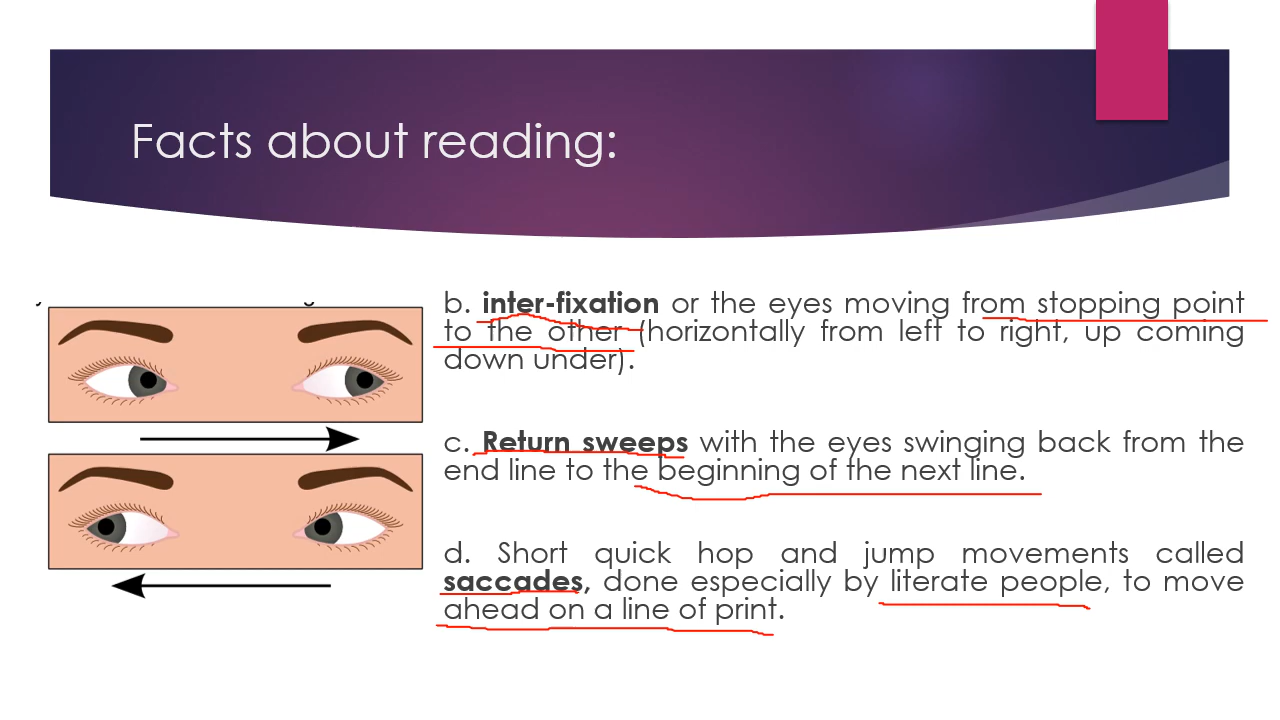 Facts about reading:
b. inter-fixation or the eyes moving from stopping point
to the other (horizontally from left to right, up coming
down under).
c. Return sweeps with the eyes swinging back from the
end line to the beginning of the next line.
d. Short quick hop and jump movements called
saccades, done especially by literate people, to move
ahead on a line of print.